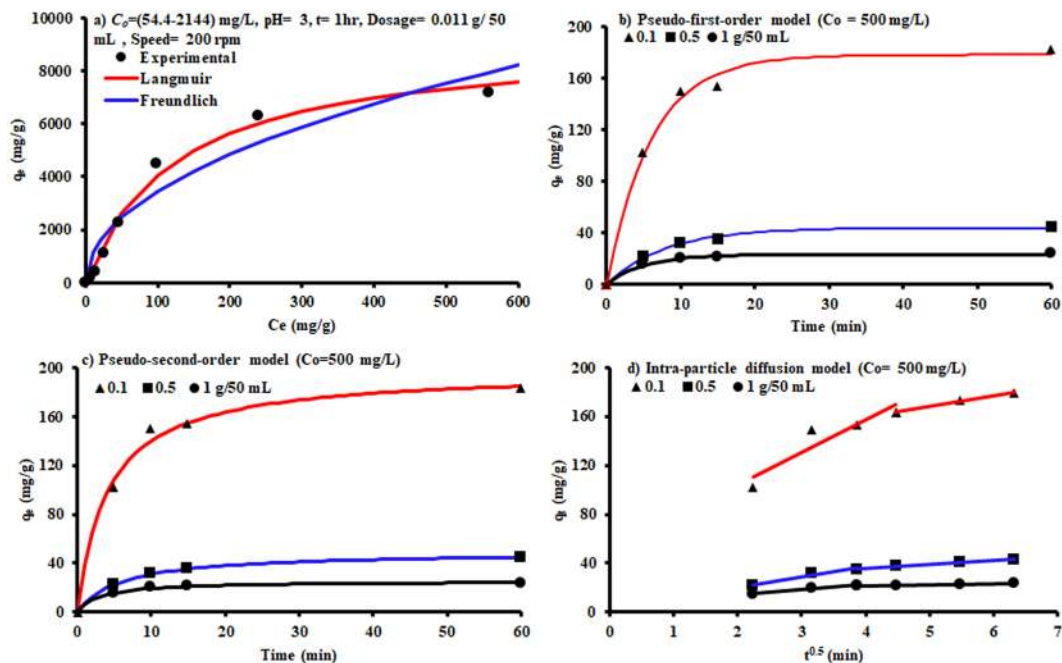 a) Cₒ=(54.4-2144) mg/L, pH= 3, t= 1hr, Dosage= 0.011 g/ 50
mL , Speed= 200 rpm
Experimental
Langmuir
Freundlich
10000
8000
6000
4000
2000
0
qₑ (mg/g)
0 100 200 300 400 500 600
Ce (mg/g)
b) Pseudo-first-order model (Co = 500 mg/L)
0.1 0.5 1 g/50 mL
200
160
120
80
40
0
qₑ (mg/g)
0 10 20 30 40 50 60
Time (min)
c) Pseudo-second-order model (Co=500 mg/L)
0.1 0.5 1 g/50 mL
200
160
120
80
40
0
qₑ (mg/g)
0 10 20 30 40 50 60
Time (min)
d) Intra-particle diffusion model (Co= 500 mg/L)
0.1 0.5 1 g/50 mL
200
160
120
80
40
0
qₑ (mg/g)
0 1 2 3 4 5 6 7
t⁰·⁵ (min)